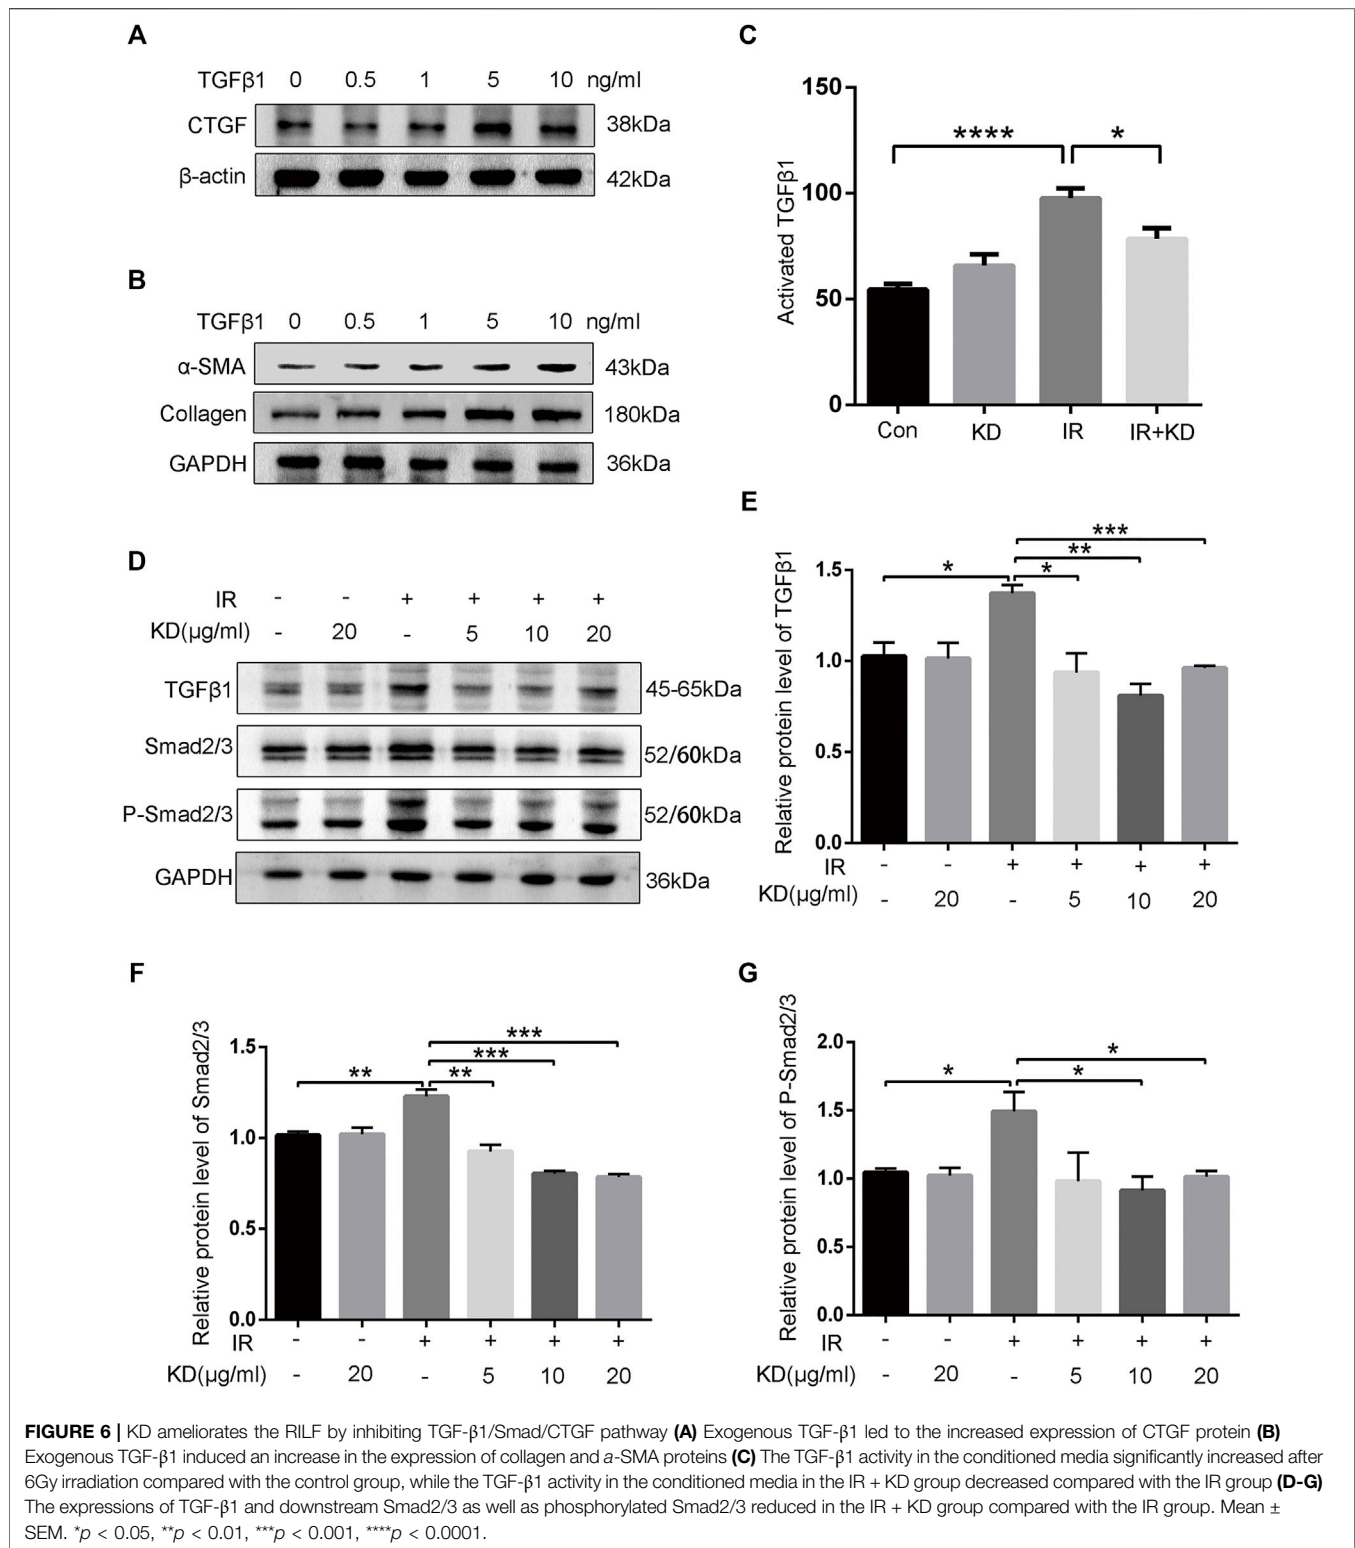 A
TGFβ1 0 0.5 1 5 10 ng/ml
CTGF 38kDa
β-actin 42kDa
B
TGFβ1 0 0.5 1 5 10 ng/ml
α-SMA 43kDa
Collagen 180kDa
GAPDH 36kDa
C
Activated TGFβ1
150
100
50
0
**** *
Con KD IR IR+KD
D
IR - - + + + +
KD(μg/ml) - 20 - 5 10 20
TGFβ1 45-65kDa
Smad2/3 52/60kDa
P-Smad2/3 52/60kDa
GAPDH 36kDa
E
Relative protein level of TGFβ1
1.5
1.0
0.5
0.0
***
**
* *
IR - - + + + +
KD(μg/ml) - 20 - 5 10 20
F
Relative protein level of Smad2/3
1.5
1.0
0.5
0.0
***
***
** **
IR - - + + + +
KD(μg/ml) - 20 - 5 10 20
G
Relative protein level of P-Smad2/3
2.0
1.5
1.0
0.5
0.0
*
* *
IR - - + + + +
KD(μg/ml) - 20 - 5 10 20
FIGURE 6 | KD ameliorates the RILF by inhibiting TGF-β1/Smad/CTGF pathway (A) Exogenous TGF-β1 led to the increased expression of CTGF protein (B)
Exogenous TGF-β1 induced an increase in the expression of collagen and a-SMA proteins (C) The TGF-β1 activity in the conditioned media significantly increased after
6Gy irradiation compared with the control group, while the TGF-β1 activity in the conditioned media in the IR + KD group decreased compared with the IR group (D-G)
The expressions of TGF-β1 and downstream Smad2/3 as well as phosphorylated Smad2/3 reduced in the IR + KD group compared with the IR group. Mean ±
SEM. *p < 0.05, **p < 0.01, ***p < 0.001, ****p < 0.0001.